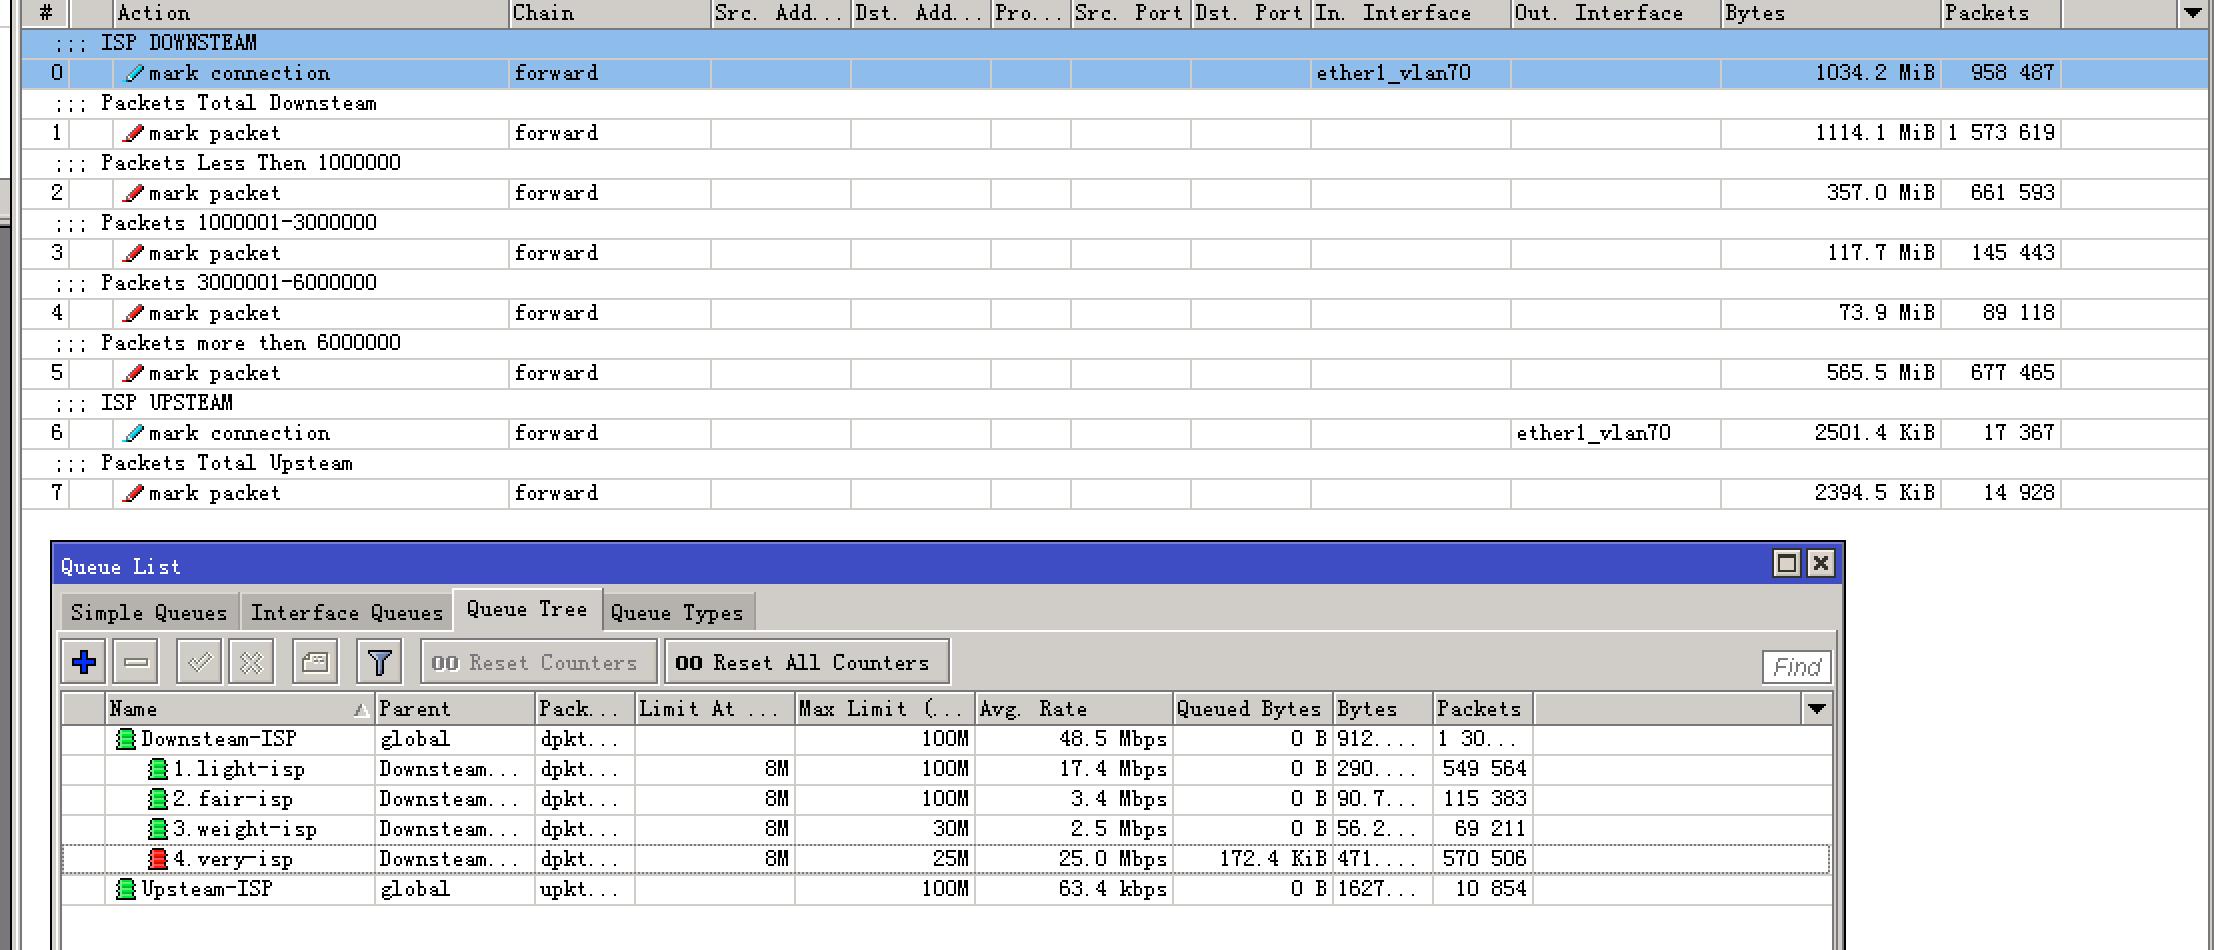 # Action Chain Src. Add... Dst. Add... Pro... Src. Port Dst. Port In. Interface Out. Interface Bytes Packets
;;; ISP DOWNSTEAM
0 mark connection forward ether1_vlan70 1034.2 MiB 958 487
;;; Packets Total Downsteam
1 mark packet forward 1114.1 MiB 1 573 619
;;; Packets Less Then 1000000
2 mark packet forward 357.0 MiB 661 593
;;; Packets 1000001-3000000
3 mark packet forward 117.7 MiB 145 443
;;; Packets 3000001-6000000
4 mark packet forward 73.9 MiB 89 118
;;; Packets more then 6000000
5 mark packet forward 565.5 MiB 677 465
;;; ISP UPSTEAM
6 mark connection forward ether1_vlan70 2501.4 KiB 17 367
;;; Packets Total Upsteam
7 mark packet forward 2394.5 KiB 14 928
Queue List
Simple Queues Interface Queues Queue Tree Queue Types
00 Reset Counters 00 Reset All Counters Find
Name Parent Pack... Limit At ... Max Limit (... Avg. Rate Queued Bytes Bytes Packets
Downsteam-ISP global dpkt... 100M 48.5 Mbps 0 B 912.... 1 30...
1.light-isp Downsteam... dpkt... 8M 100M 17.4 Mbps 0 B 290.... 549 564
2.fair-isp Downsteam... dpkt... 8M 100M 3.4 Mbps 0 B 90.7... 115 383
3.weight-isp Downsteam... dpkt... 8M 30M 2.5 Mbps 0 B 56.2... 69 211
4.very-isp Downsteam... dpkt... 8M 25M 25.0 Mbps 172.4 KiB 471.... 570 506
Upsteam-ISP global upkt... 100M 63.4 kbps 0 B 1627... 10 854